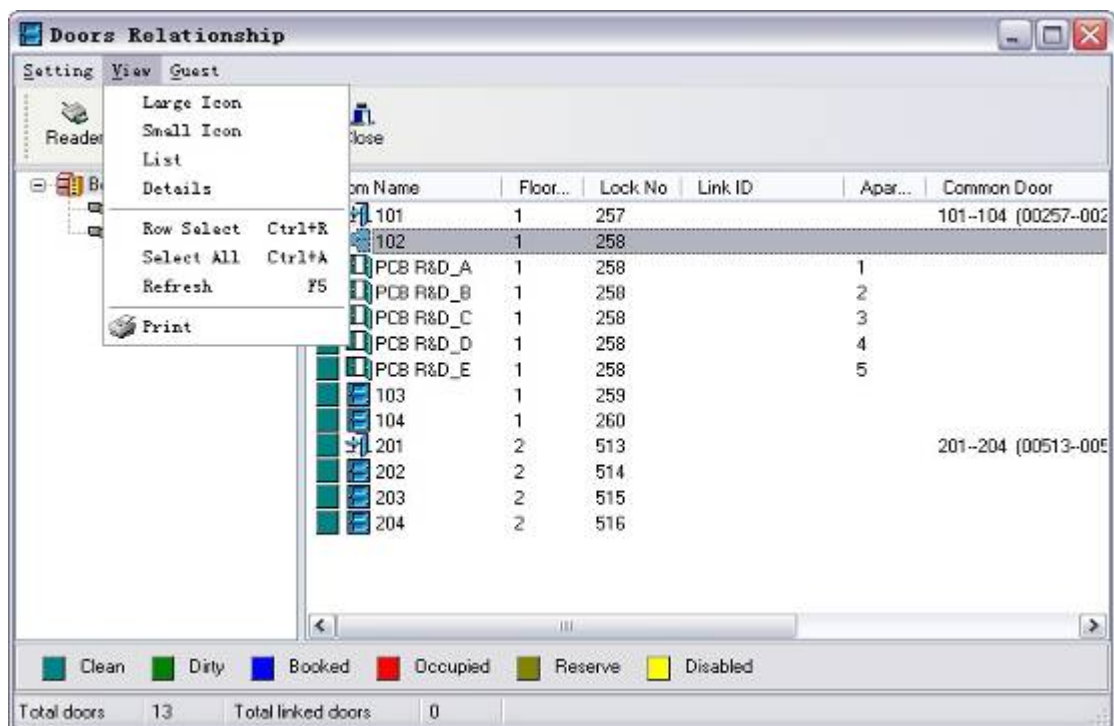 Doors Relationship
Setting View Guest
Large Icon
Small Icon
List
Details
Row Select Ctrl+R
Select All Ctrl+A
Refresh F5
Print
Reader
Close
Name Floor... Lock No Link ID Apar... Common Door
101 1 257 101--104 (00257--002
102 1 258
PCB R&D_A 1 258 1
PCB R&D_B 1 258 2
PCB R&D_C 1 258 3
PCB R&D_D 1 258 4
PCB R&D_E 1 258 5
103 1 259
104 1 260
201 2 513 201--204 (00513--005
202 2 514
203 2 515
204 2 516
Clean Dirty Booked Occupied Reserve Disabled
Total doors 13 Total linked doors 0